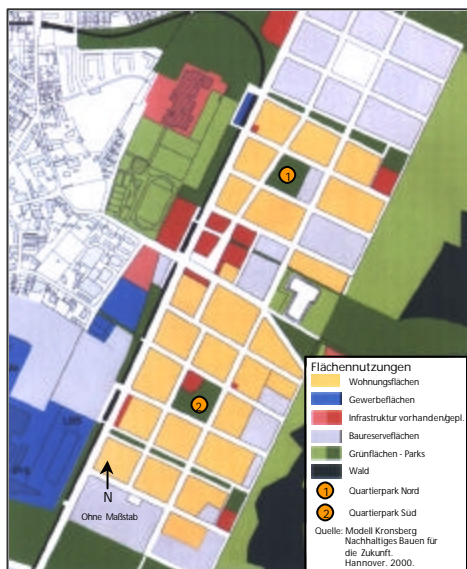 1
2
N
Ohne Maßstab
Flächennutzungen
Wohnungsflächen
Gewerbeflächen
Infrastruktur vorhanden/gepl.
Baureserveflächen
Grünflächen - Parks
Wald
1 Quartierpark Nord
2 Quartierpark Süd
Quelle: Modell Kronsberg
Nachhaltiges Bauen für
die Zukunft.
Hannover, 2000.